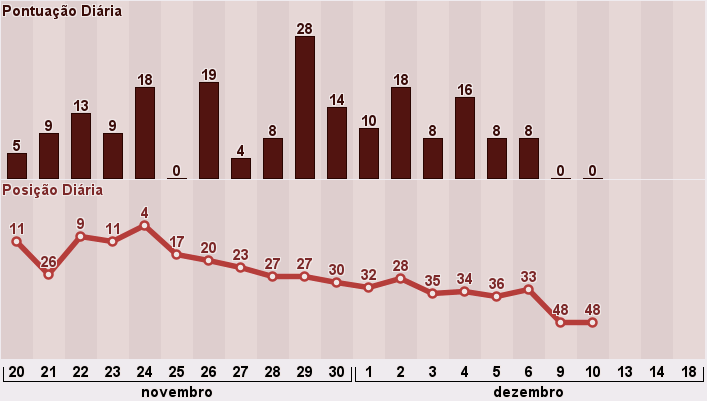 Pontuação Diária
5 9 13 9 18 0 19 4 8 28 14 10 18 8 16 8 8 0 0
Posição Diária
11 26 9 11 4 17 20 23 27 27 30 32 28 35 34 36 33 48 48
20 21 22 23 24 25 26 27 28 29 30 1 2 3 4 5 6 9 10 13 14 18
novembro dezembro